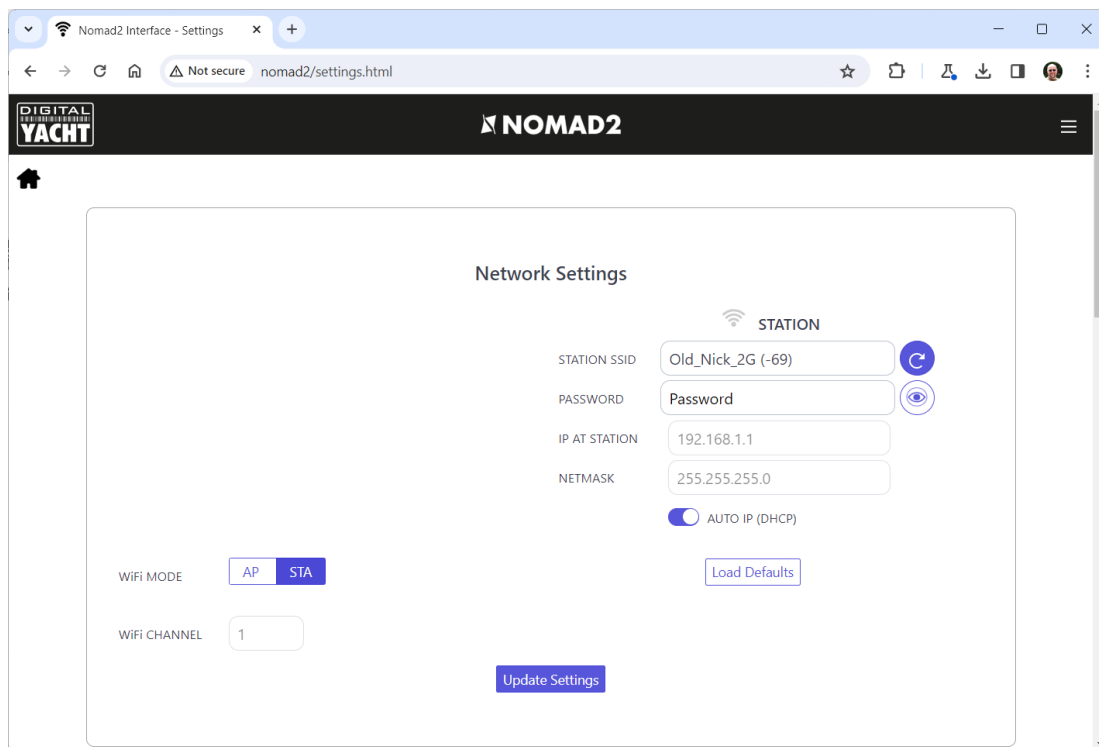 Nomad2 Interface - Settings
Not secure nomad2/settings.html
DIGITAL
YACHT
NOMAD2
Network Settings
STATION
STATION SSID Old_Nick_2G (-69)
PASSWORD Password
IP AT STATION 192.168.1.1
NETMASK 255.255.255.0
AUTO IP (DHCP)
WiFi MODE AP STA Load Defaults
WiFi CHANNEL 1
Update Settings